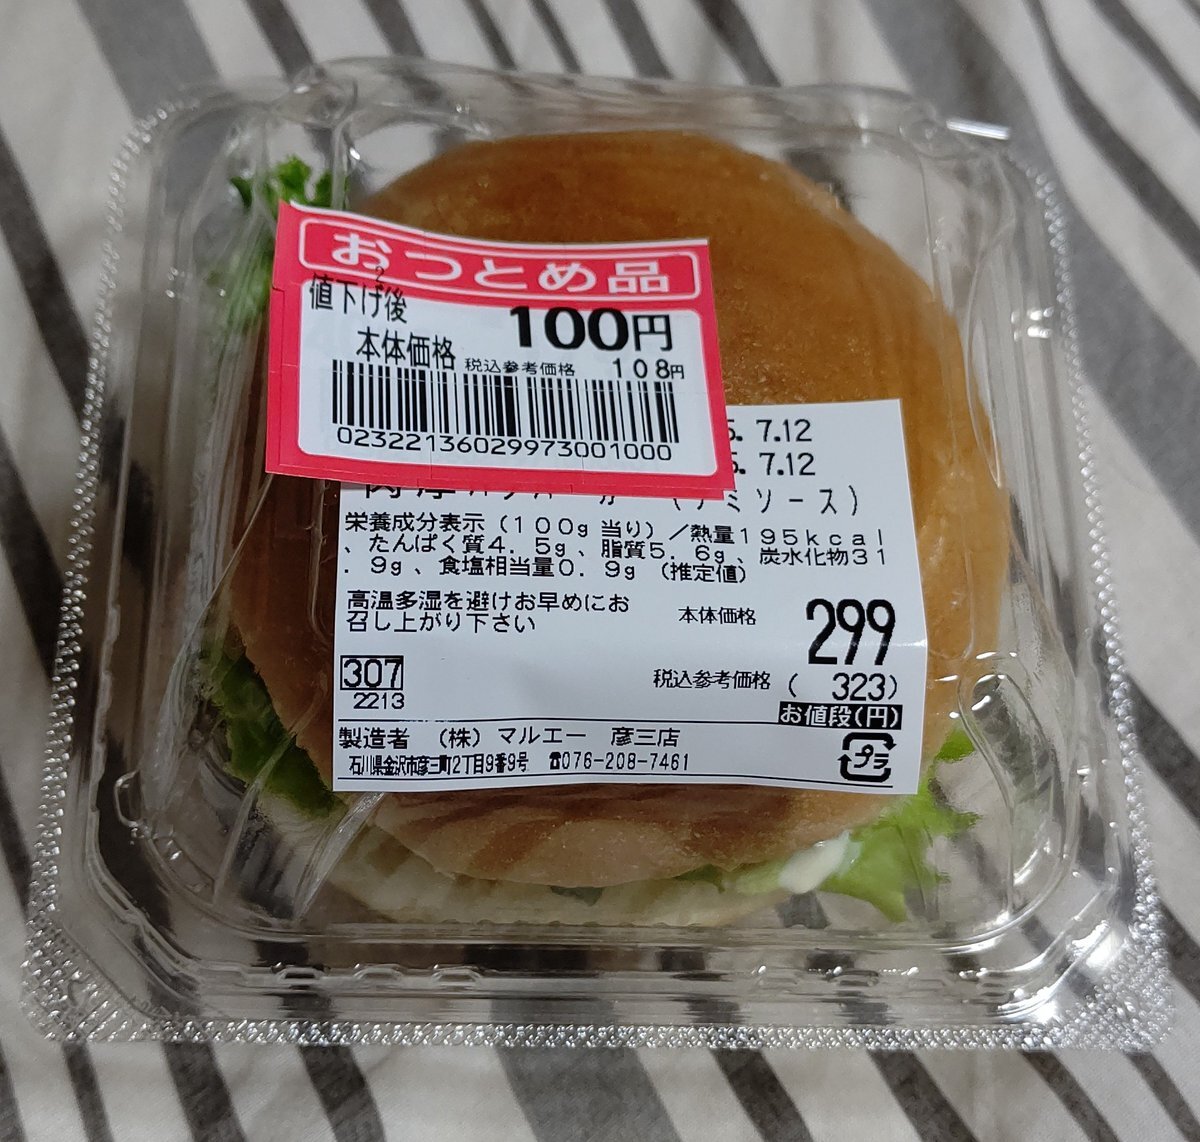 おつとめ品
値下げ後
2
本体価格
100円
税込参考価格 108円
02322136029973001000
5. 7.12
5. 7.12
(デミソース)
栄養成分表示(100g当り)/熱量195kcal
、たんぱく質4.5g、脂質5.6g、炭水化物31
.9g、食塩相当量0.9g (推定値)
高温多湿を避けお早めにお
召し上がり下さい
本体価格 299
307
2213
税込参考価格 ( 323)
お値段(円)
製造者 (株)マルエー 彦三店
石川県金沢市彦三町2丁目9番9号 ☎076-208-7461
プラ